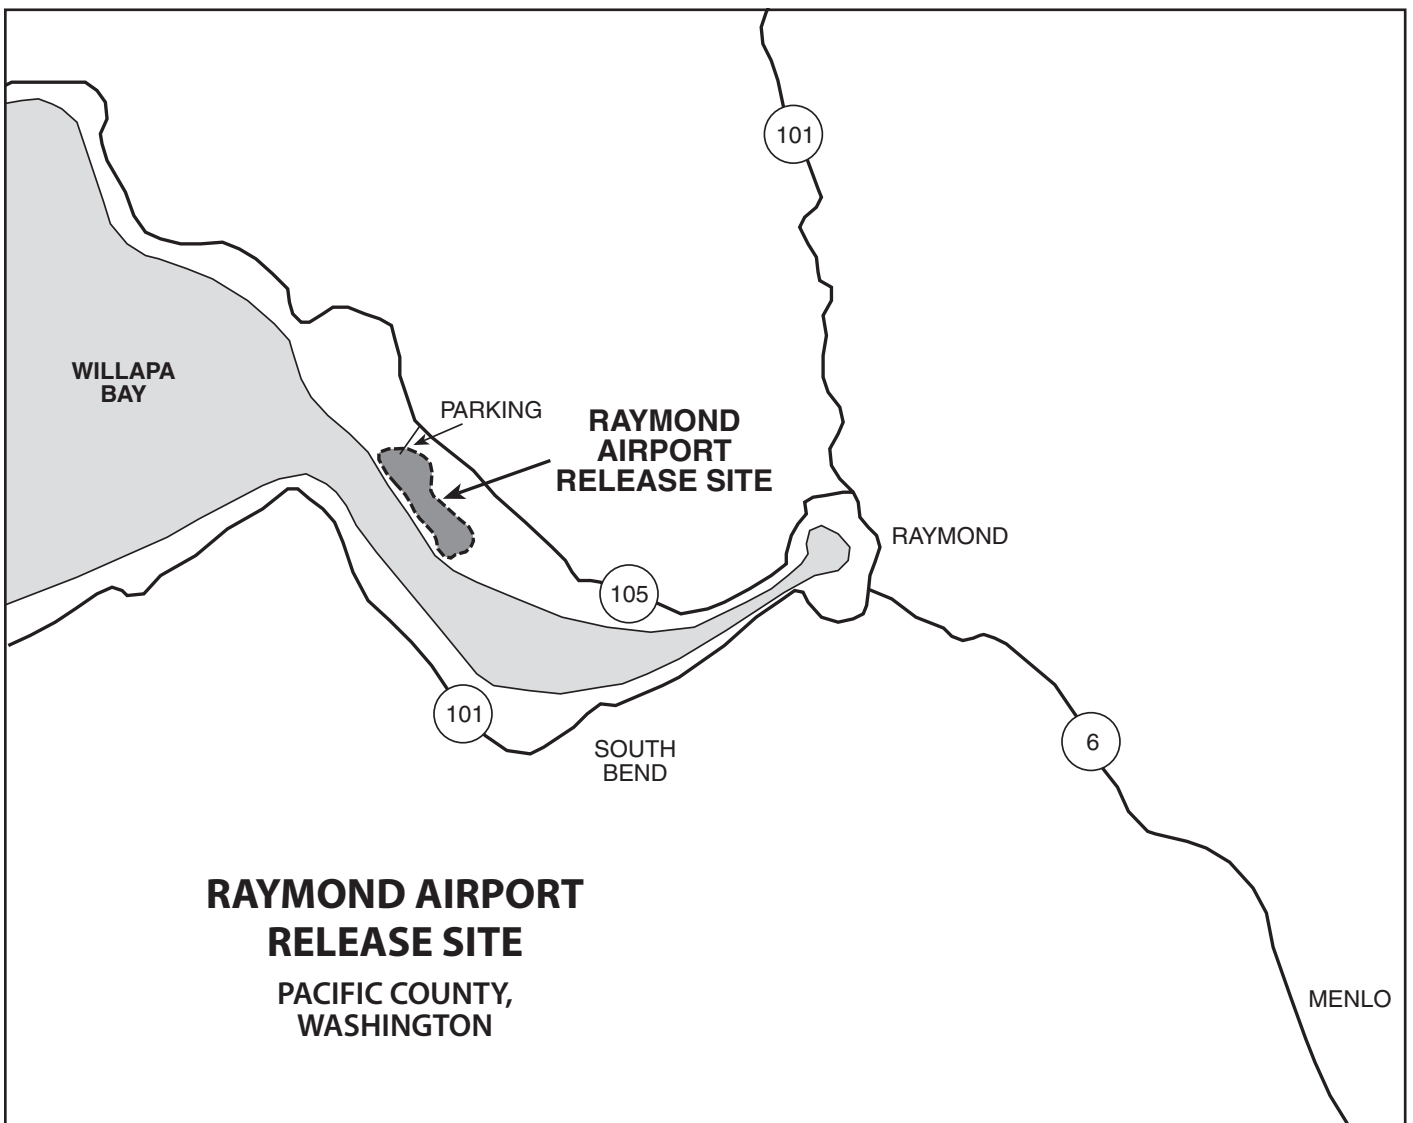 101
WILLAPA
BAY
PARKING
RAYMOND
AIRPORT
RELEASE SITE
RAYMOND
105
101
SOUTH
BEND
6
RAYMOND AIRPORT
RELEASE SITE
PACIFIC COUNTY,
WASHINGTON
MENLO